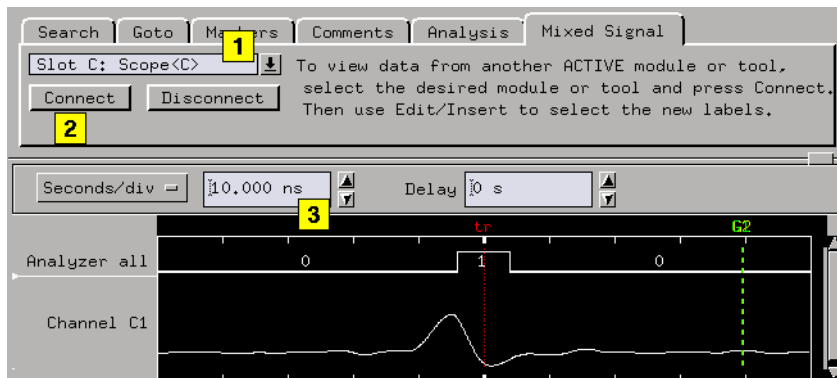 Search Goto Markers Comments Analysis Mixed Signal
1
Slot C: Scope<C> To view data from another ACTIVE module or tool,
Connect Disconnect select the desired module or tool and press Connect.
Then use Edit/Insert to select the new labels.
2
Seconds/div 10.000 ns Delay 0 s
3
tr G2
Analyzer all 0 1 0
Channel C1